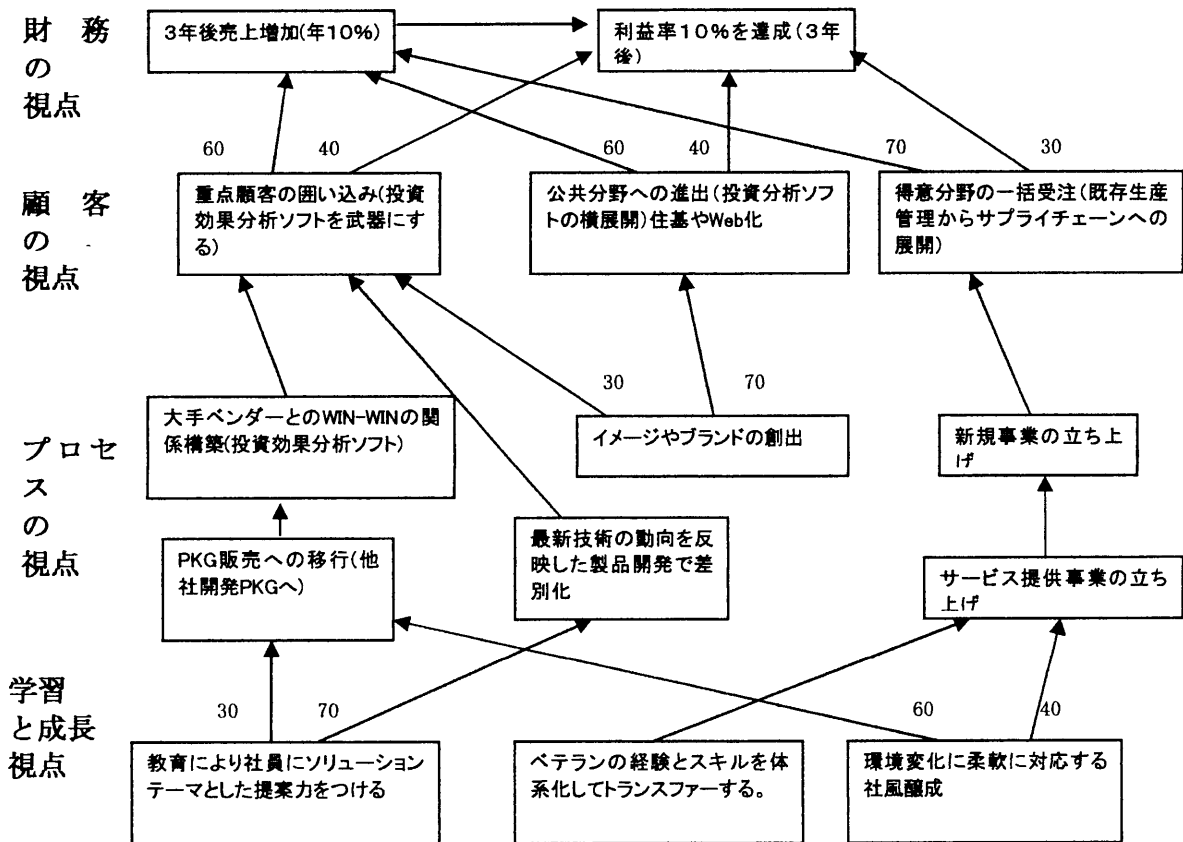 財 務
の
視点
3年後売上増加(年10%)
利益率10%を達成(3年
後)
60
40
60
40
70
30
顧 客
の
視点
重点顧客の囲い込み(投資
効果分析ソフトを武器にす
る)
公共分野への進出(投資分析ソ
フトの横展開)住基やWeb化
得意分野の一括受注(既存生産
管理からサプライチェーンへの
展開)
30
70
プロセ
ス
の
視点
大手ベンダーとのWIN-WINの関
係構築(投資効果分析ソフト)
イメージやブランドの創出
新規事業の立ち上
げ
PKG販売への移行(他
社開発PKGへ)
最新技術の動向を反
映した製品開発で差
別化
サービス提供事業の立ち
上げ
学習
と成長
視点
30
70
60
40
教育により社員にソリューション
テーマとした提案力をつける
ベテランの経験とスキルを体
系化してトランスファーする。
環境変化に柔軟に対応する
社風醸成